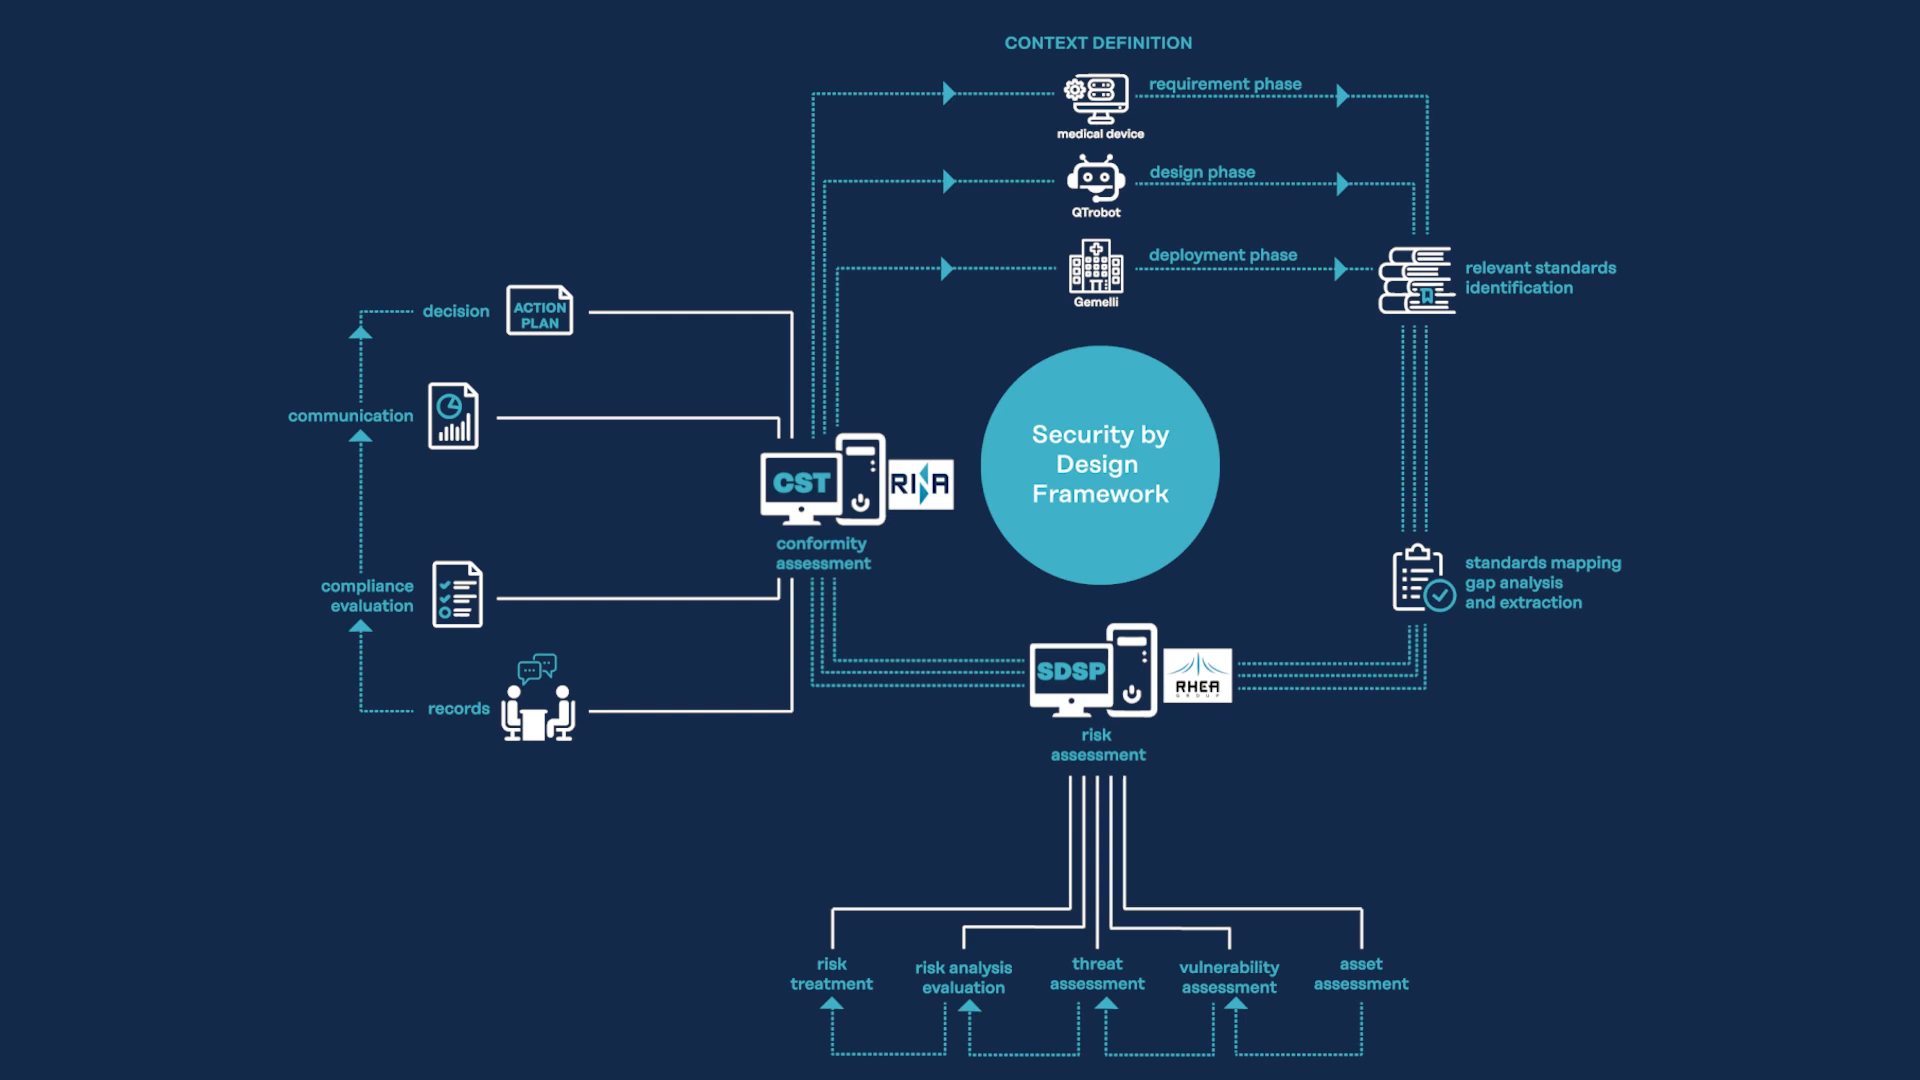 CONTEXT DEFINITION
requirement phase
medical device
design phase
QTrobot
deployment phase
Gemelli
relevant standards
identification
decision
ACTION
PLAN
communication
compliance
evaluation
records
CST
RINA
conformity
assessment
Security by
Design
Framework
standards mapping
gap analysis
and extraction
SDSP
RHEA
GROUP
risk
assessment
risk
treatment
risk analysis
evaluation
threat
assessment
vulnerability
assessment
asset
assessment